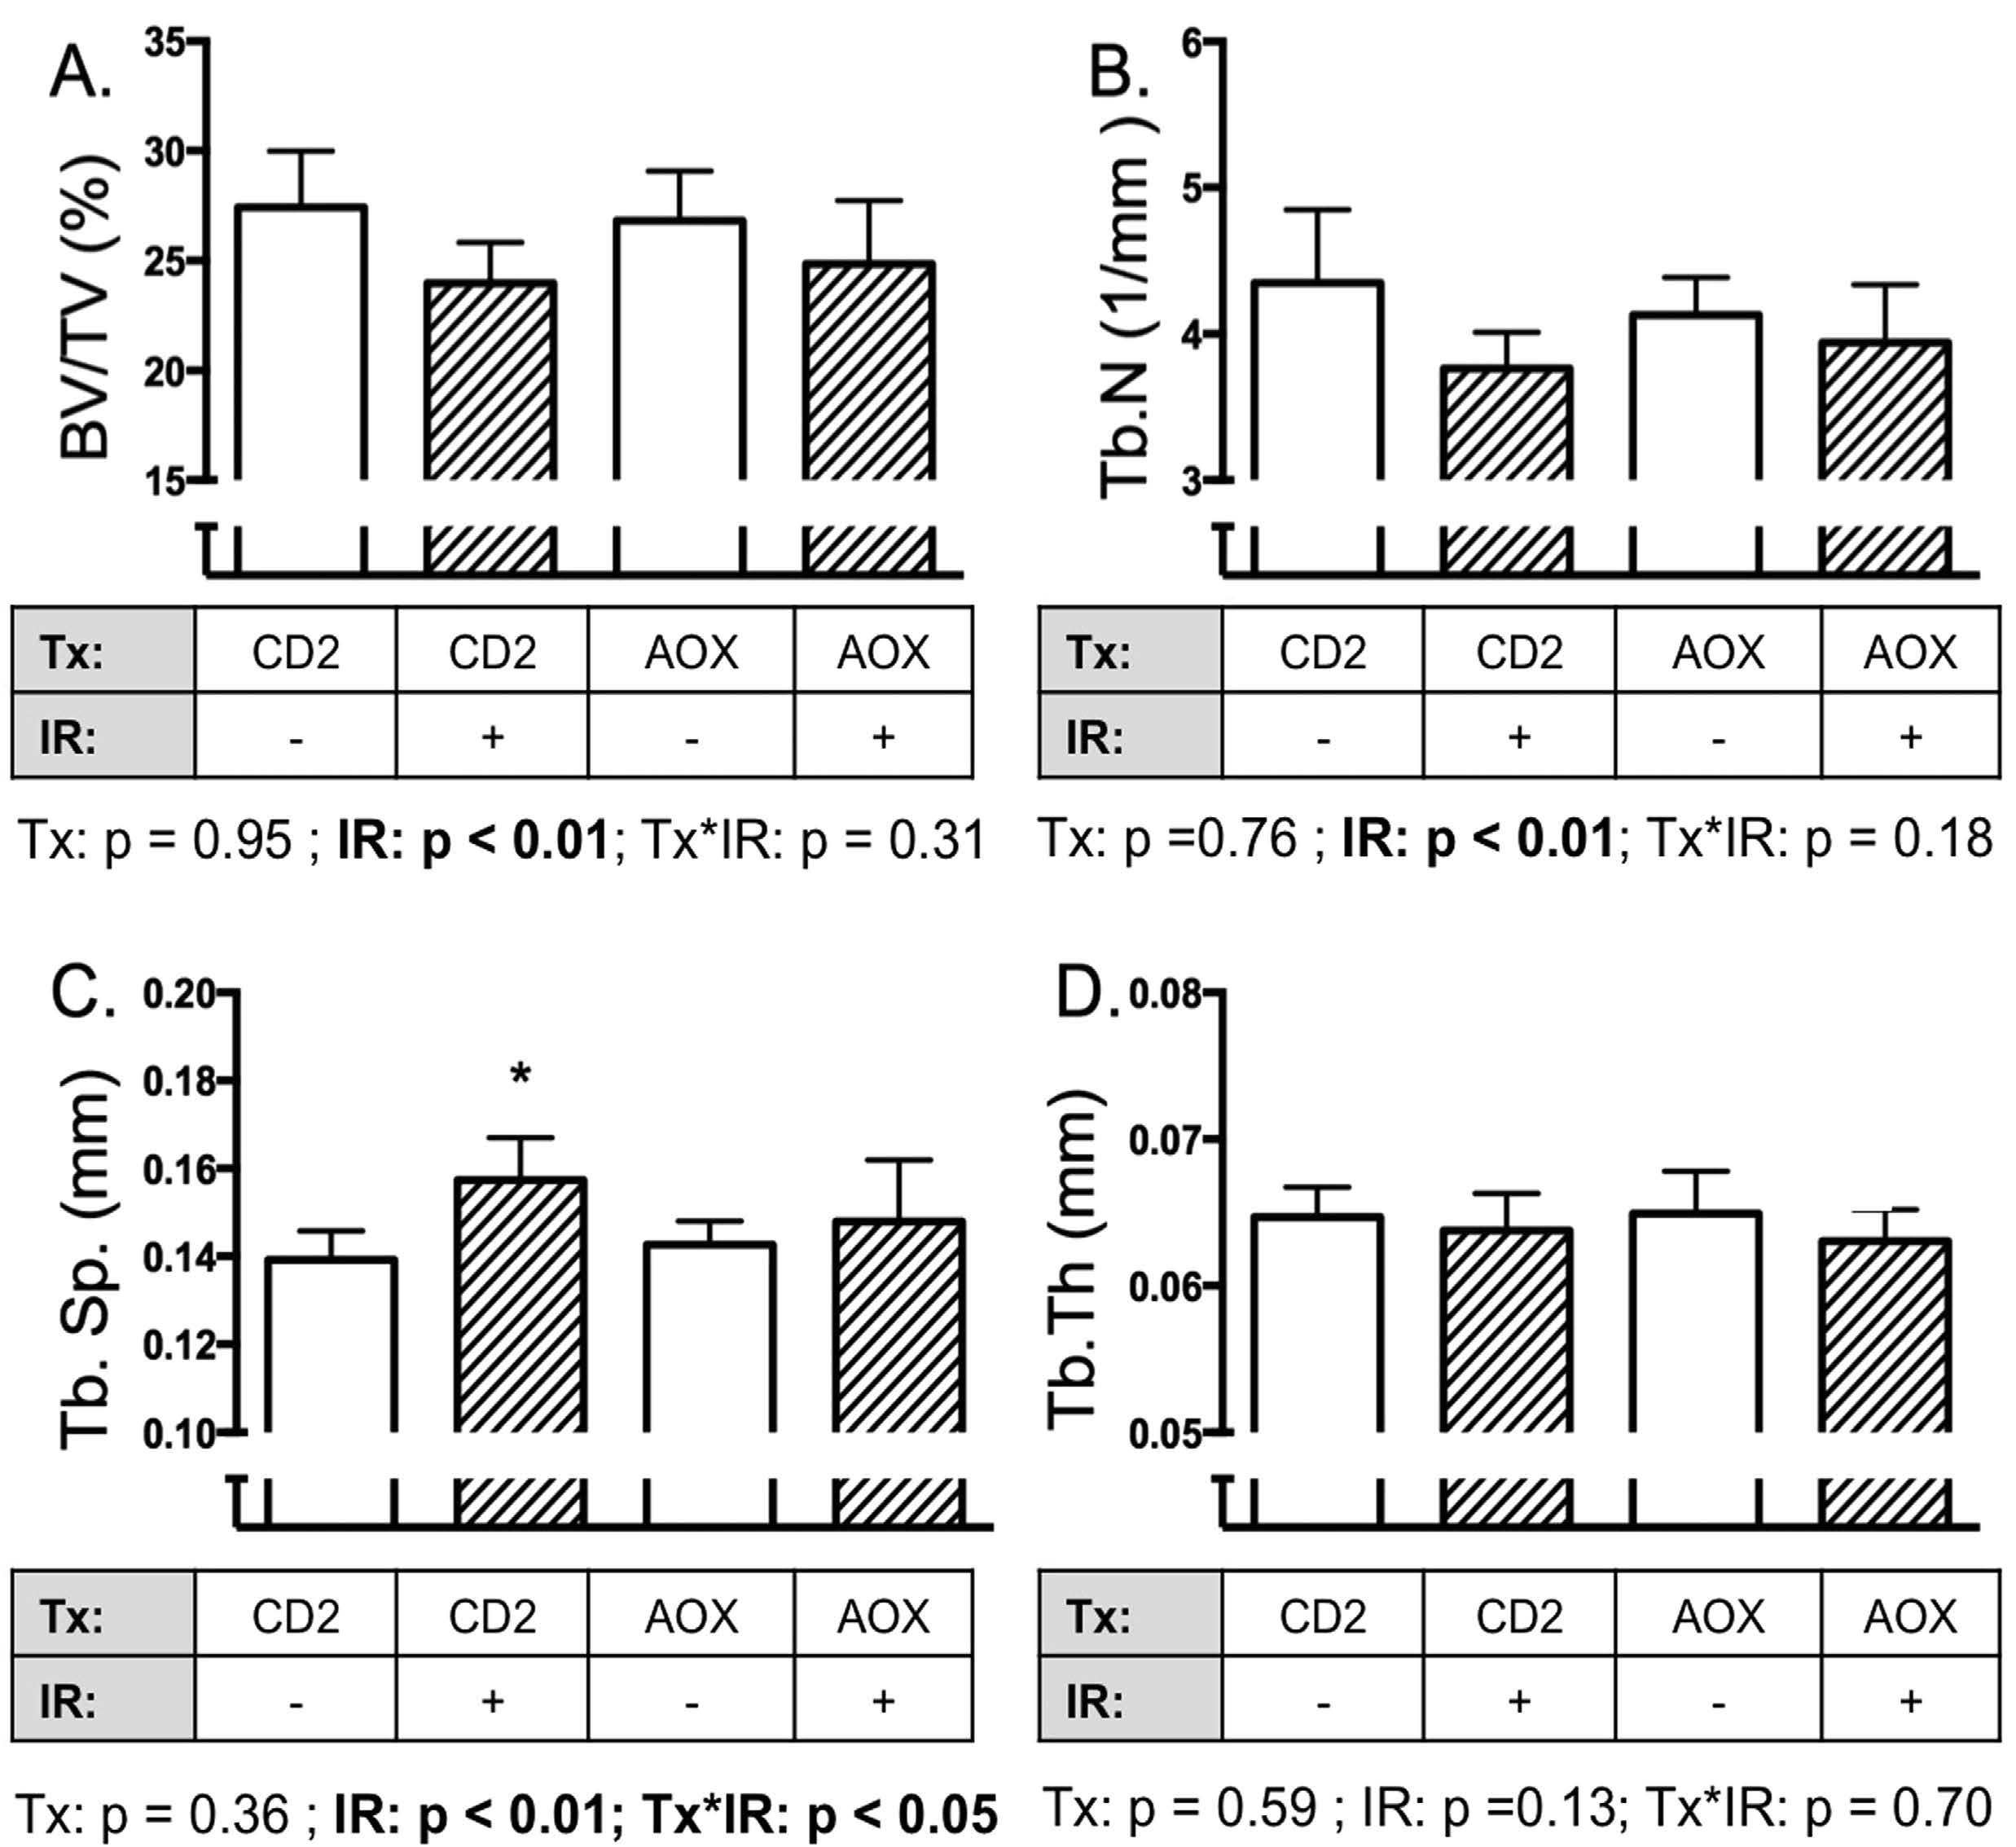 A.
BV/TV (%)
35
30
25
20
15
Tx: CD2 CD2 AOX AOX
IR: - + - +
Tx: p = 0.95 ; IR: p < 0.01; Tx*IR: p = 0.31
B.
Tb.N (1/mm )
6
5
4
3
Tx: CD2 CD2 AOX AOX
IR: - + - +
Tx: p =0.76 ; IR: p < 0.01; Tx*IR: p = 0.18
C.
Tb. Sp. (mm)
0.20
0.18
0.16
0.14
0.12
0.10
*
Tx: CD2 CD2 AOX AOX
IR: - + - +
Tx: p = 0.36 ; IR: p < 0.01; Tx*IR: p < 0.05
D.
Tb.Th (mm)
0.08
0.07
0.06
0.05
Tx: CD2 CD2 AOX AOX
IR: - + - +
Tx: p = 0.59 ; IR: p =0.13; Tx*IR: p = 0.70